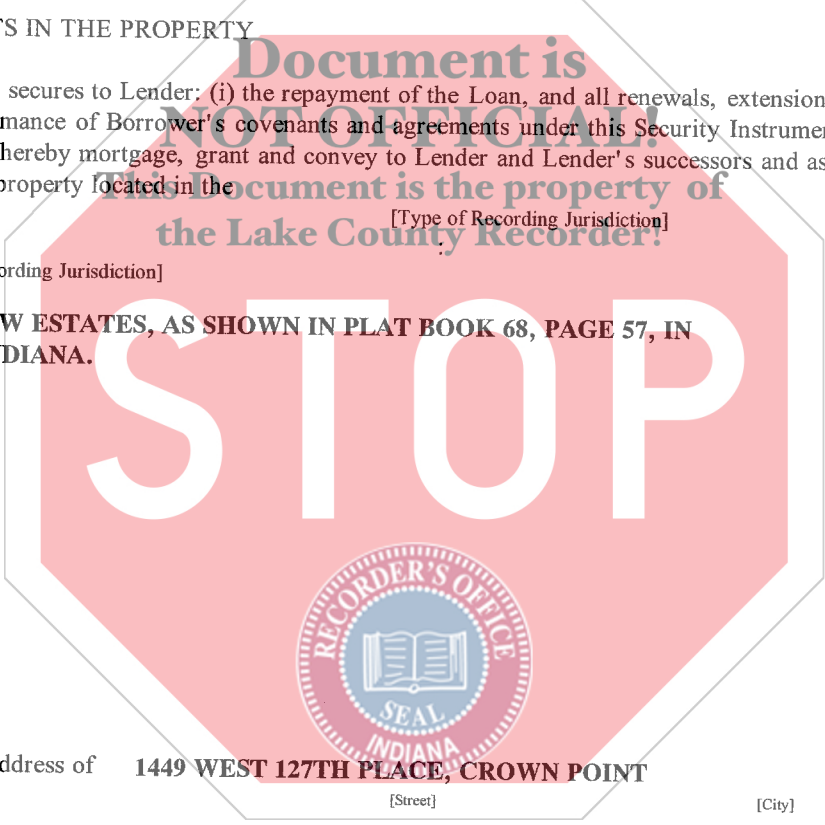 TS IN THE PROPERTY
Document is
secures to Lender: (i) the repayment of the Loan, and all renewals, extension
NOT OFFICIAL!
mance of Borrower's covenants and agreements under this Security Instrumen
hereby mortgage, grant and convey to Lender and Lender's successors and as
property located in the
This Document is the property of
[Type of Recording Jurisdiction]
the Lake County Recorder!
:
ording Jurisdiction]
W ESTATES, AS SHOWN IN PLAT BOOK 68, PAGE 57, IN
NDIANA.
STOP
RECORDER'S OFFICE
SEAL
INDIANA
ddress of 1449 WEST 127TH PLACE, CROWN POINT
[Street]
[City]